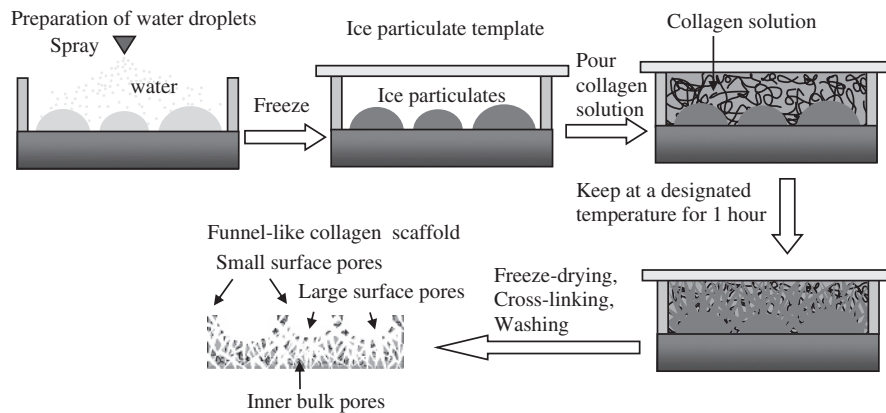 Preparation of water droplets
Spray
water
Freeze
Ice particulate template
Ice particulates
Pour
collagen
solution
Collagen solution
Keep at a designated
temperature for 1 hour
Freeze-drying,
Cross-linking,
Washing
Funnel-like collagen scaffold
Small surface pores
Large surface pores
Inner bulk pores